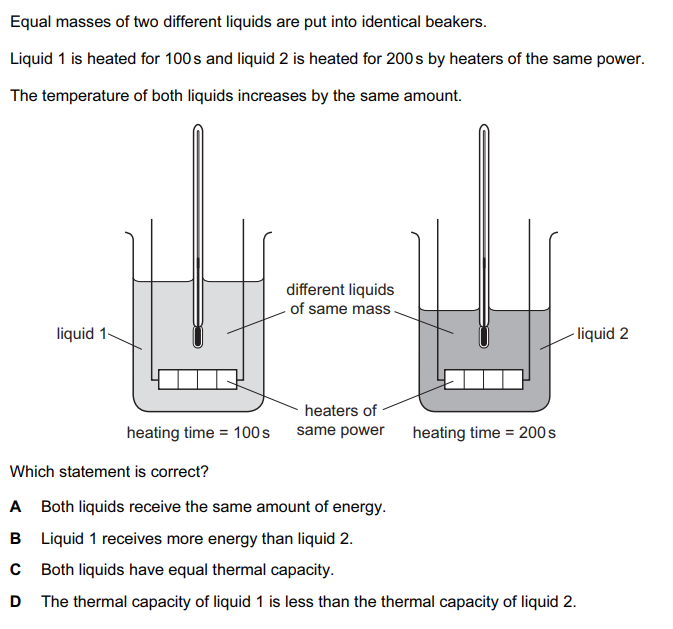 Equal masses of two different liquids are put into identical beakers.
Liquid 1 is heated for 100 s and liquid 2 is heated for 200 s by heaters of the same power.
The temperature of both liquids increases by the same amount.
different liquids
of same mass
liquid 1
liquid 2
heaters of
same power
heating time = 100 s
heating time = 200 s
Which statement is correct?
A Both liquids receive the same amount of energy.
B Liquid 1 receives more energy than liquid 2.
C Both liquids have equal thermal capacity.
D The thermal capacity of liquid 1 is less than the thermal capacity of liquid 2.